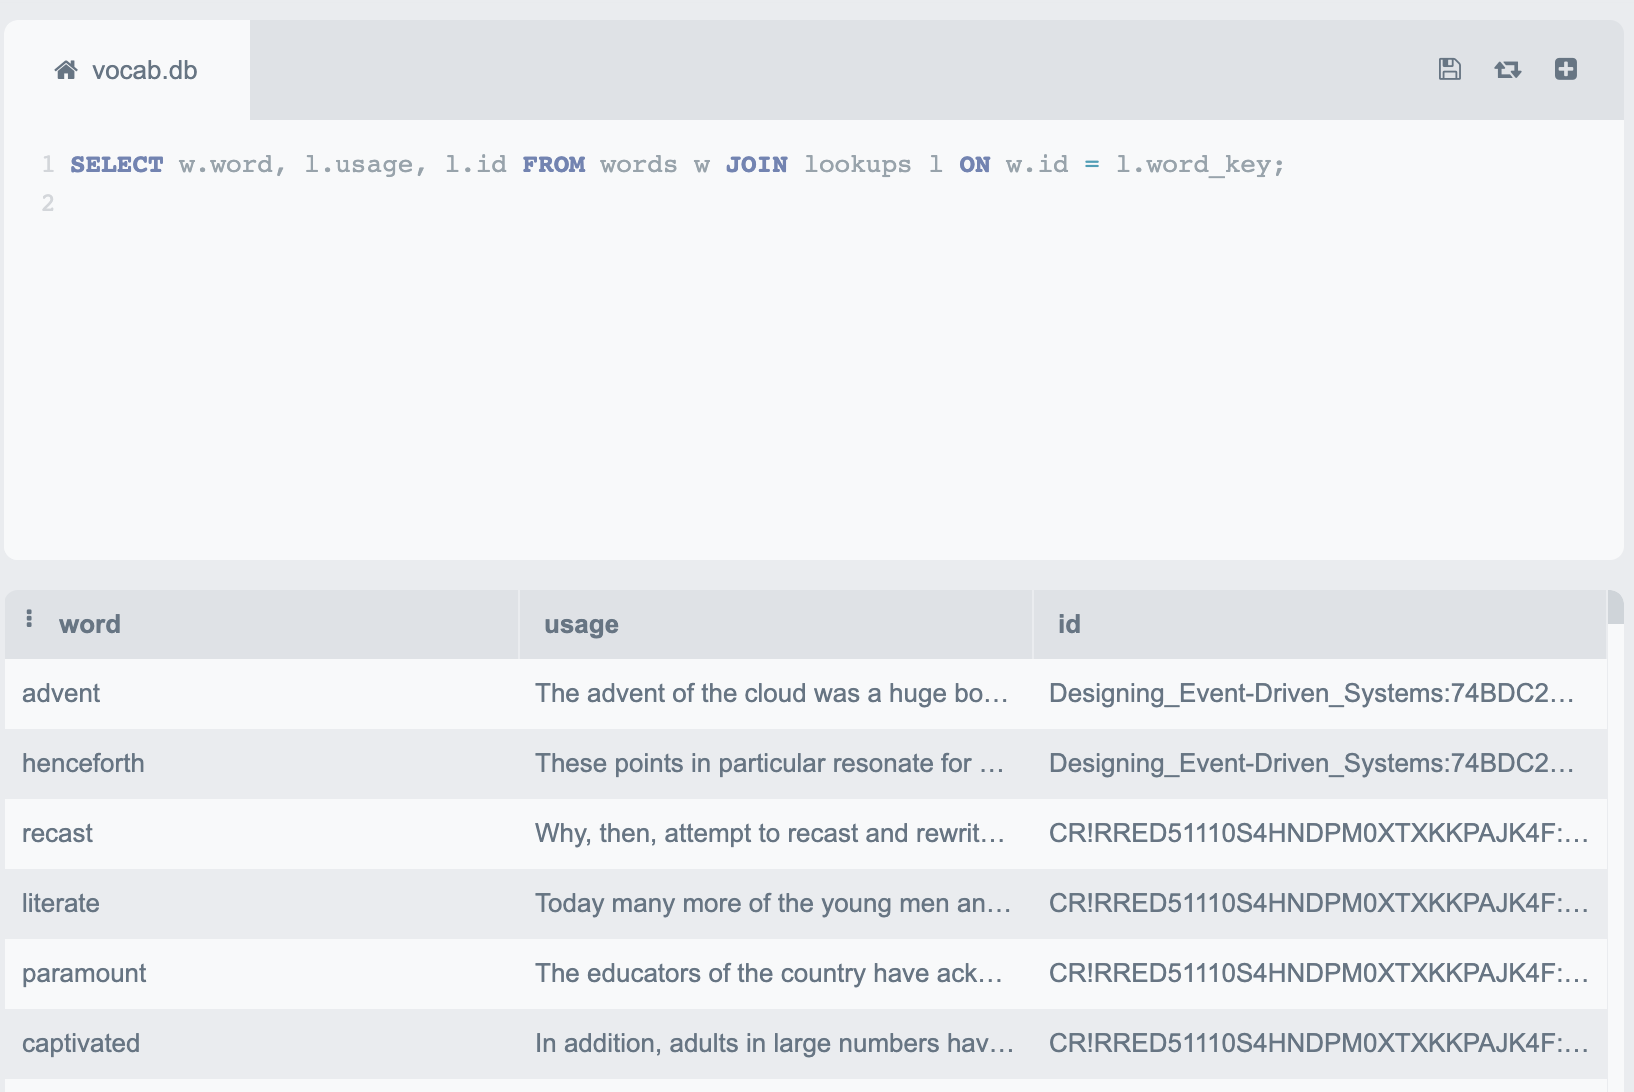 vocab.db
1 SELECT w.word, l.usage, l.id FROM words w JOIN lookups l ON w.id = l.word_key;
2
word usage id
advent The advent of the cloud was a huge bo… Designing_Event-Driven_Systems:74BDC2…
henceforth These points in particular resonate for … Designing_Event-Driven_Systems:74BDC2…
recast Why, then, attempt to recast and rewrit… CR!RRED51110S4HNDPM0XTXKKPAJK4F:…
literate Today many more of the young men an… CR!RRED51110S4HNDPM0XTXKKPAJK4F:…
paramount The educators of the country have ack… CR!RRED51110S4HNDPM0XTXKKPAJK4F:…
captivated In addition, adults in large numbers hav… CR!RRED51110S4HNDPM0XTXKKPAJK4F:…